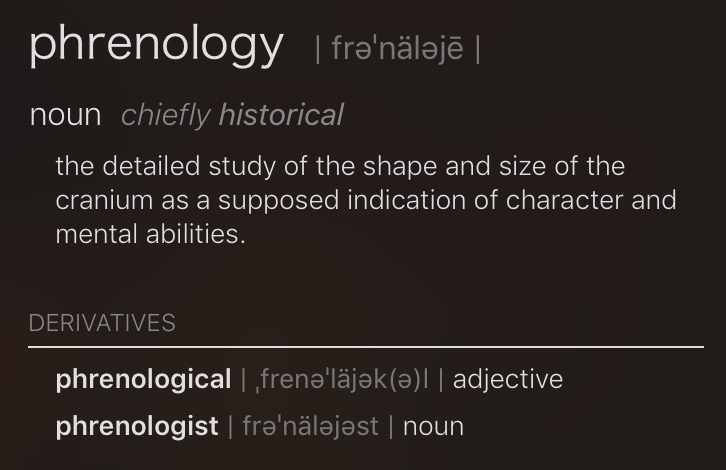 phrenology | frəˈnäləjē |
noun chiefly historical
the detailed study of the shape and size of the
cranium as a supposed indication of character and
mental abilities.
DERIVATIVES
phrenological | ˌfrenəˈläjək(ə)l | adjective
phrenologist | frəˈnäləjəst | noun